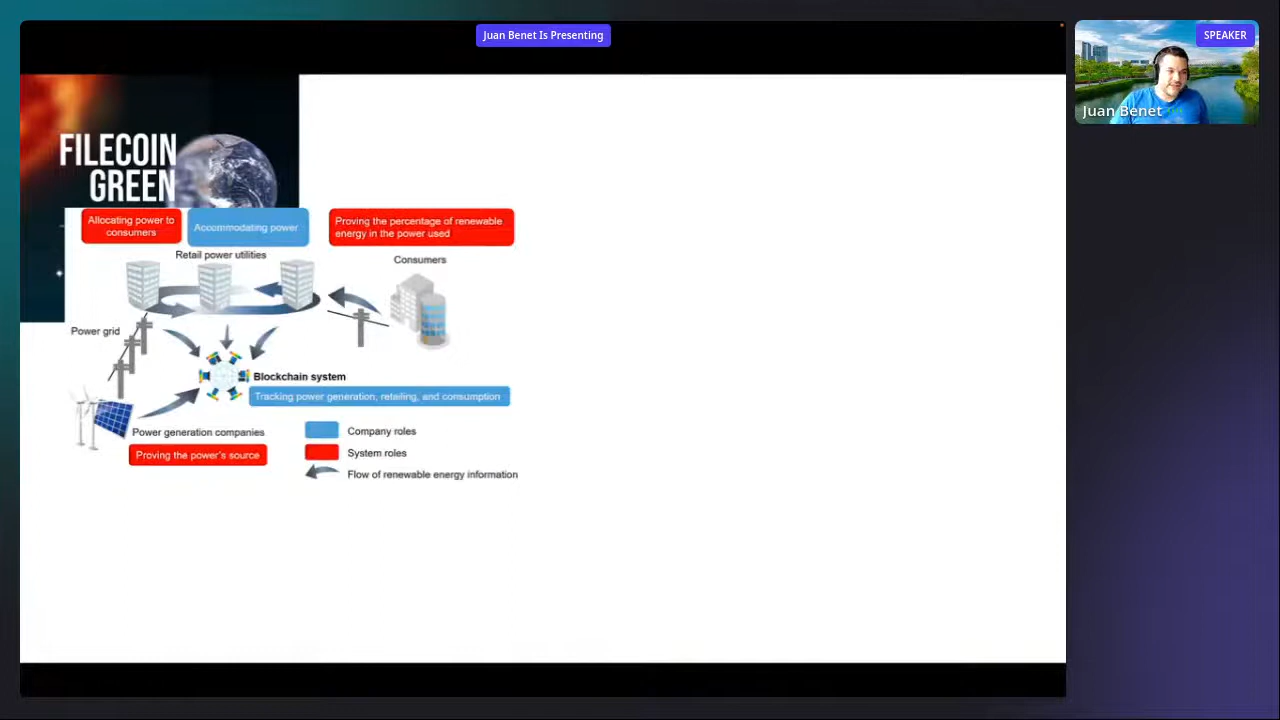 Juan Benet Is Presenting
SPEAKER
Juan Benet
FILECOIN
GREEN
Allocating power to
consumers
Accommodating power
Proving the percentage of renewable
energy in the power used
Retail power utilities
Consumers
Power grid
Blockchain system
Tracking power generation, retailing, and consumption
Power generation companies
Proving the power's source
Company roles
System roles
Flow of renewable energy information